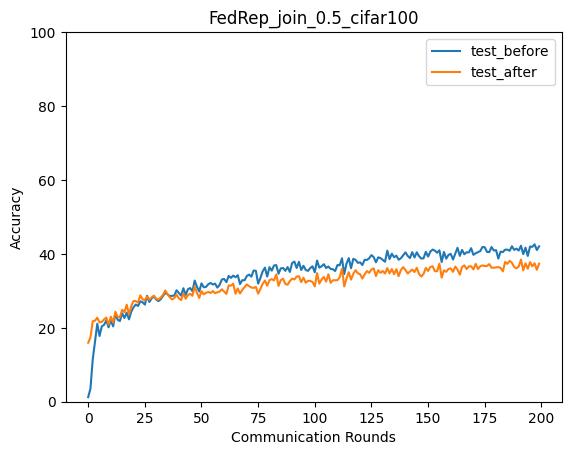 FedRep_join_0.5_cifar100
test_before
test_after
Accuracy
100
80
60
40
20
0
0 25 50 75 100 125 150 175 200
Communication Rounds